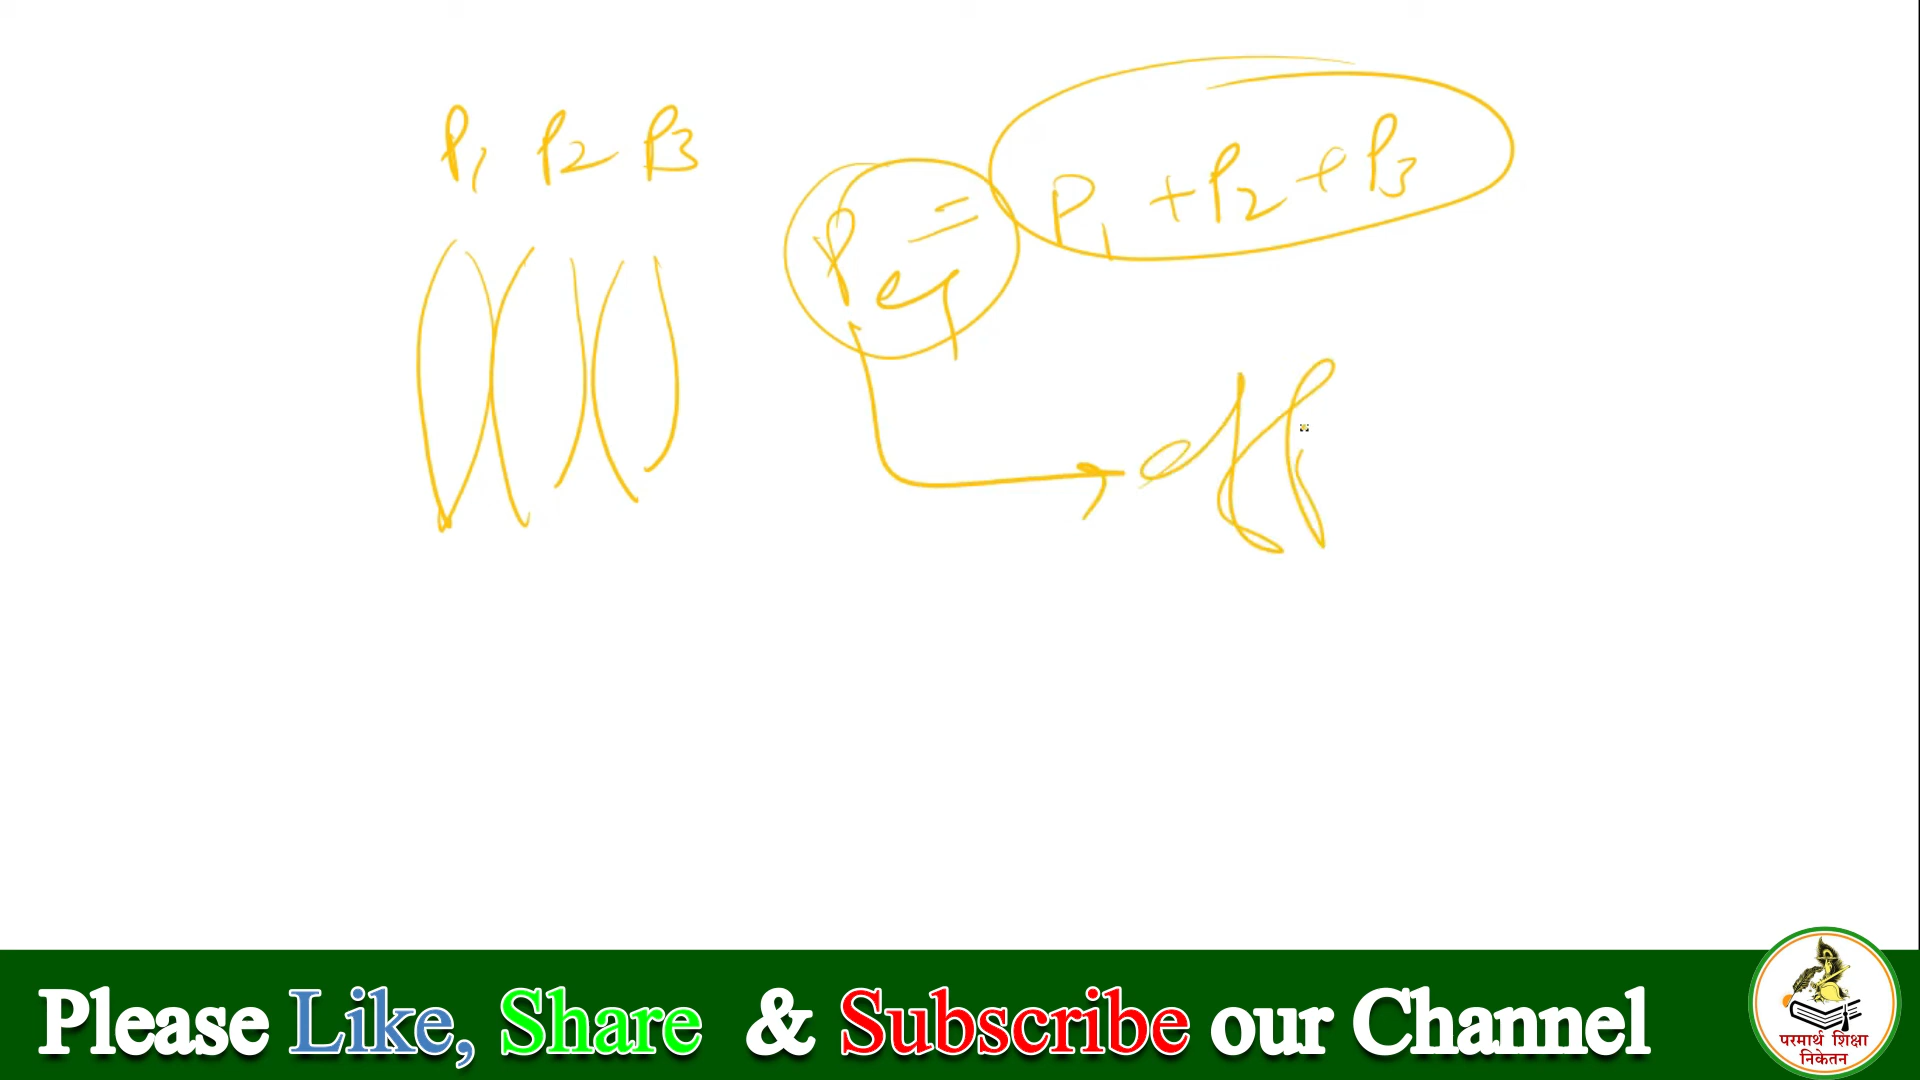 P1 P2 P3
Peq = P1 + P2 + P3
eff
Please Like, Share & Subscribe our Channel
परमार्थ शिक्षा
निकेतन